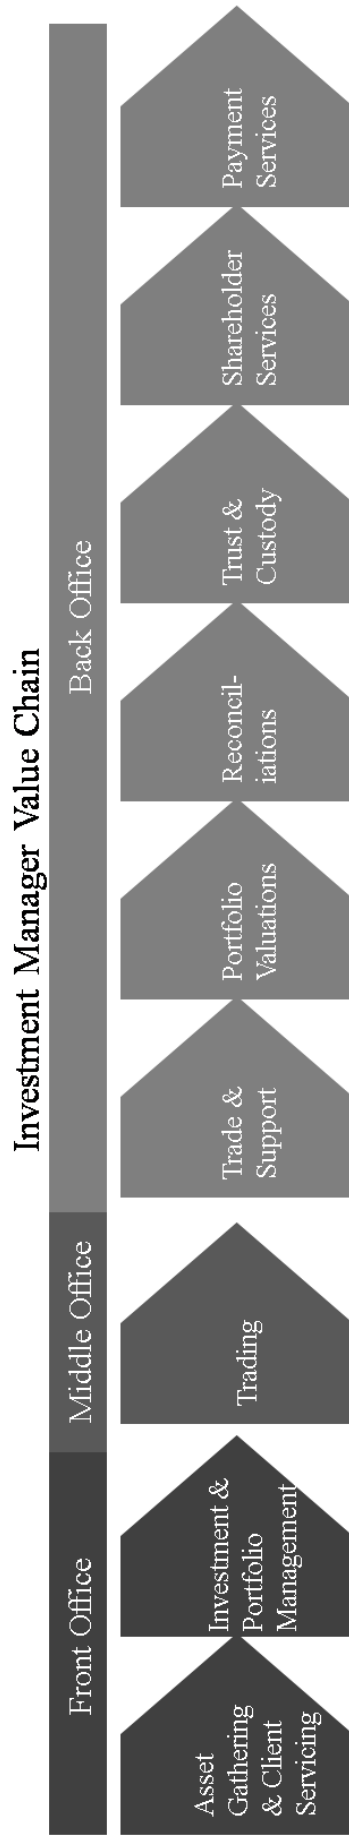 Investment Manager Value Chain
Front Office
Middle Office
Back Office
Asset
Gathering
& Client
Servicing
Investment &
Portfolio
Management
Trading
Trade &
Support
Portfolio
Valuations
Reconcil-
iations
Trust &
Custody
Shareholder
Services
Payment
Services